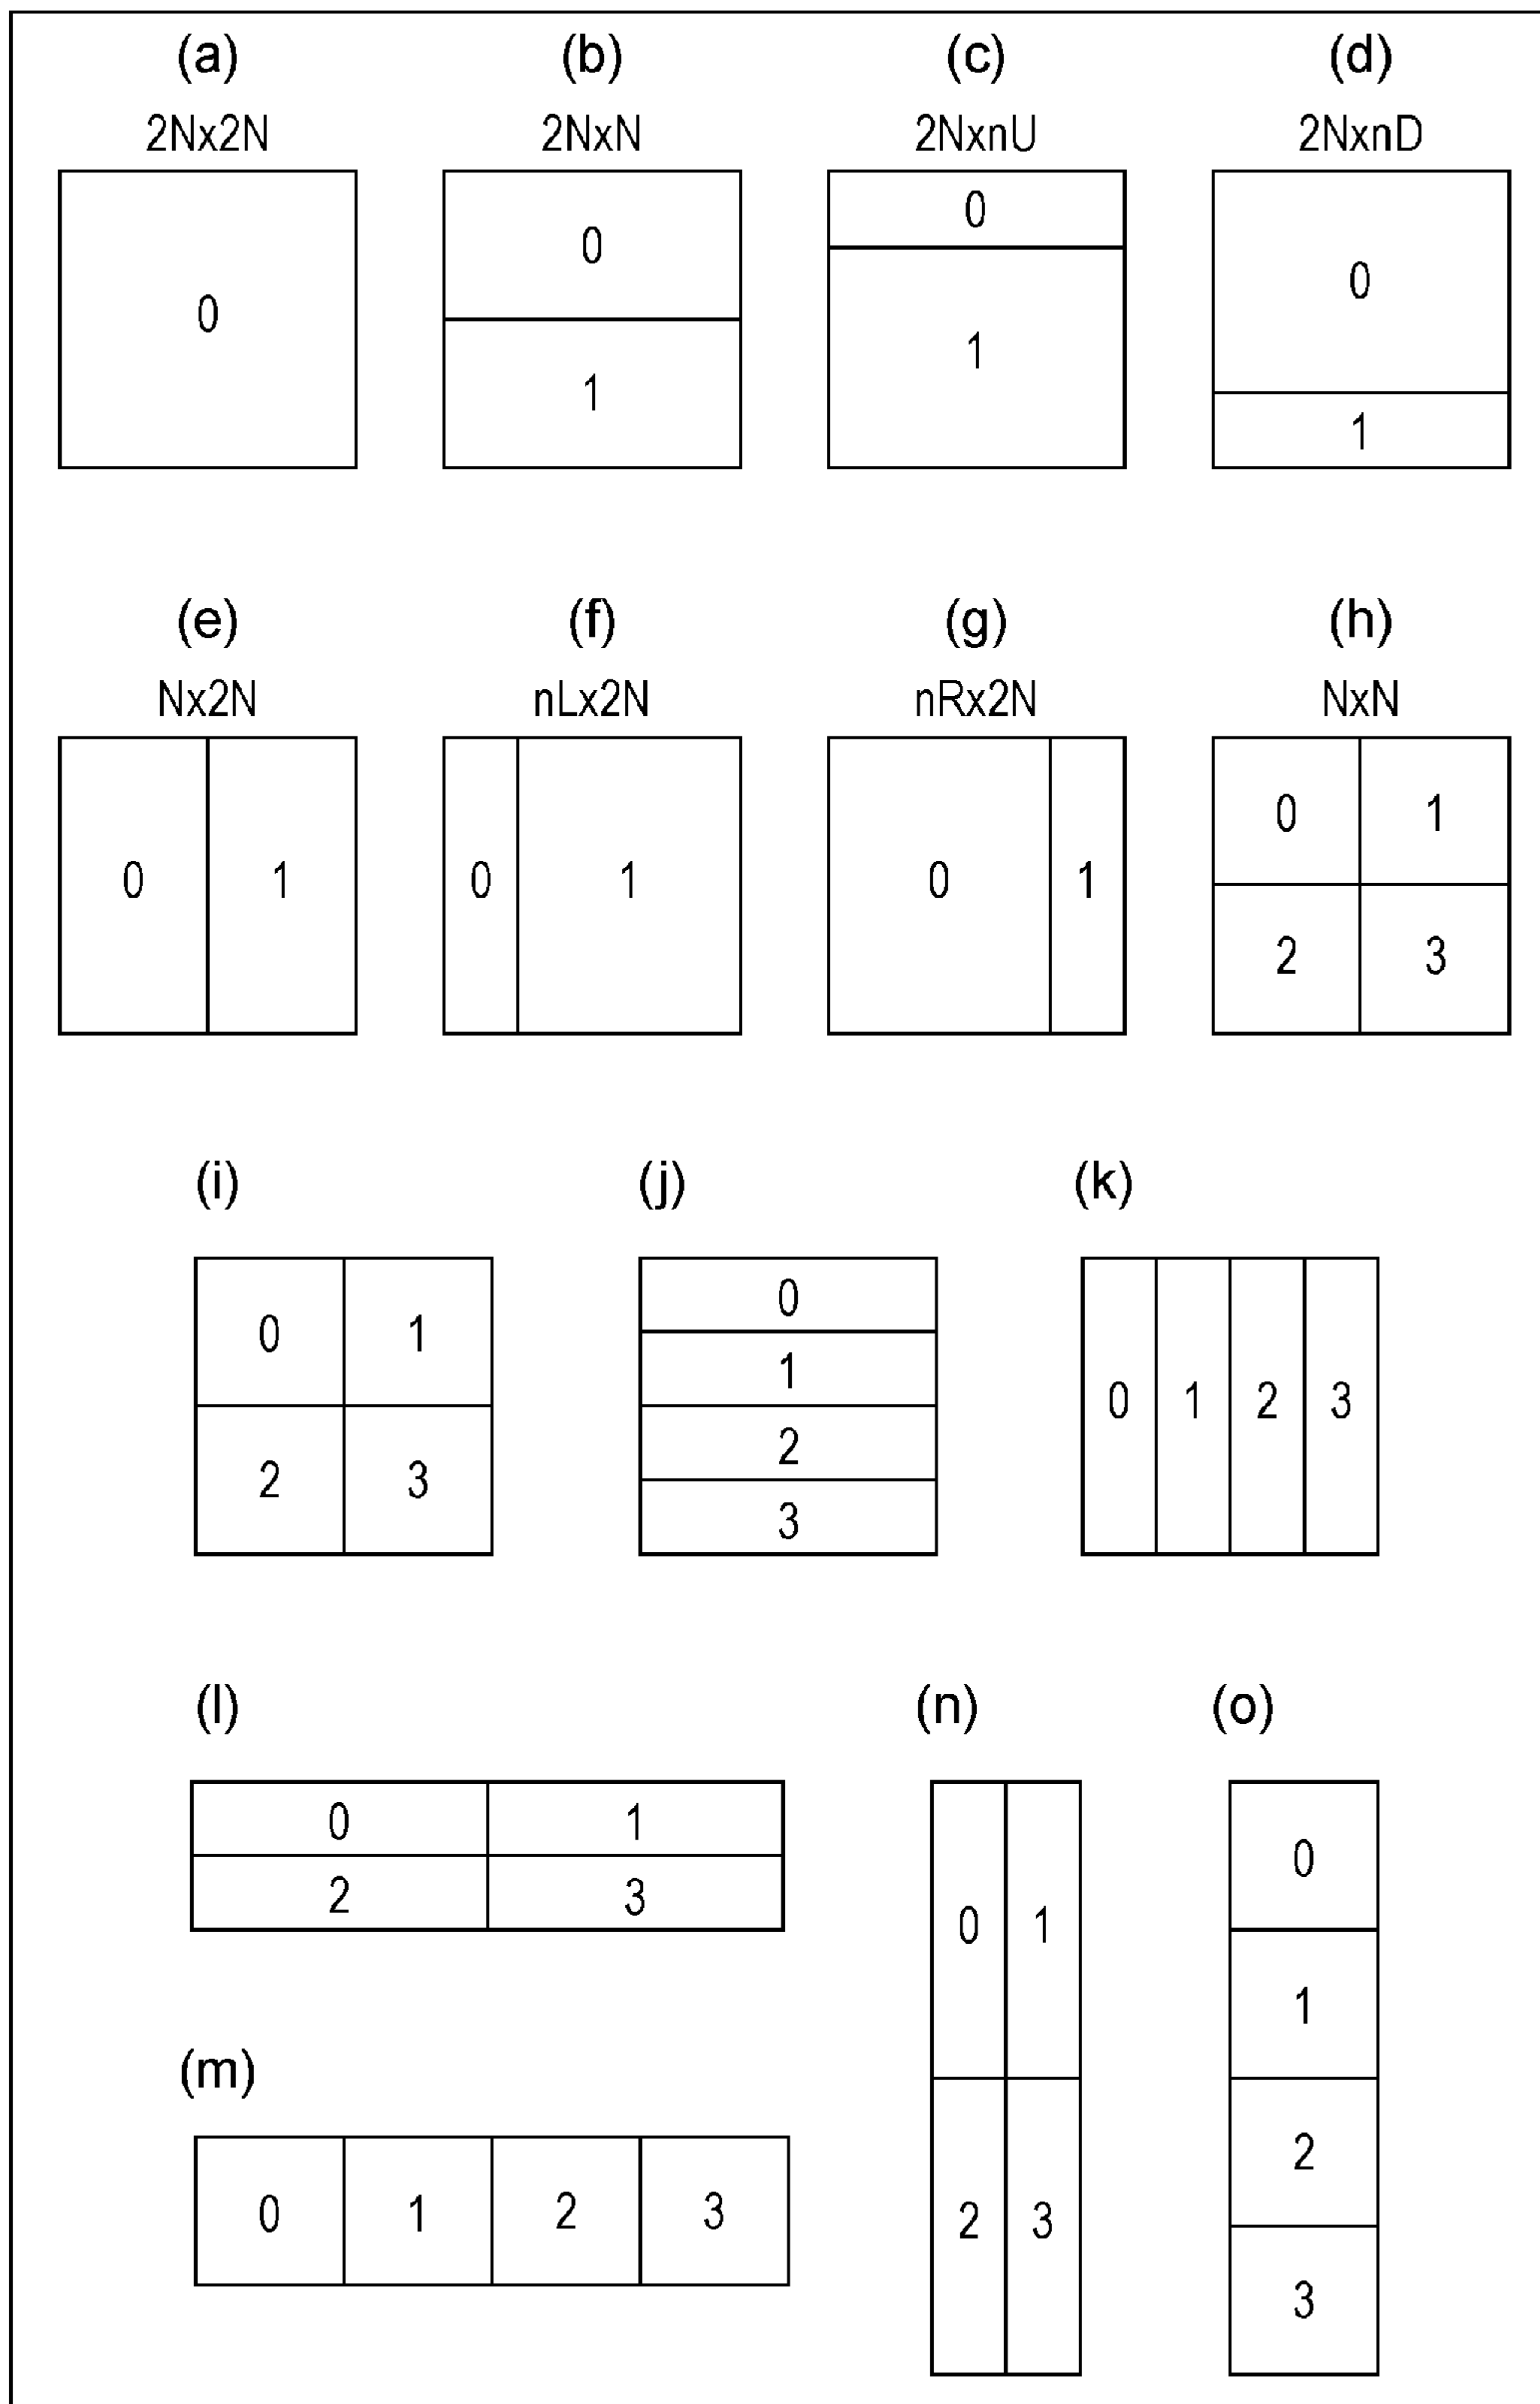 (a) (b) (c) (d)
2Nx2N 2NxN 2NxnU 2NxnD
0
0
1
0
1
0
1
(e) (f) (g) (h)
Nx2N nLx2N nRx2N NxN
0 1
0 1
0 1
0 1
2 3
(i) (j) (k)
0 1
2 3
0
1
2
3
0 1 2 3
(l)
0 1
2 3
(m)
0 1 2 3
(n)
0 1
2 3
(o)
0
1
2
3